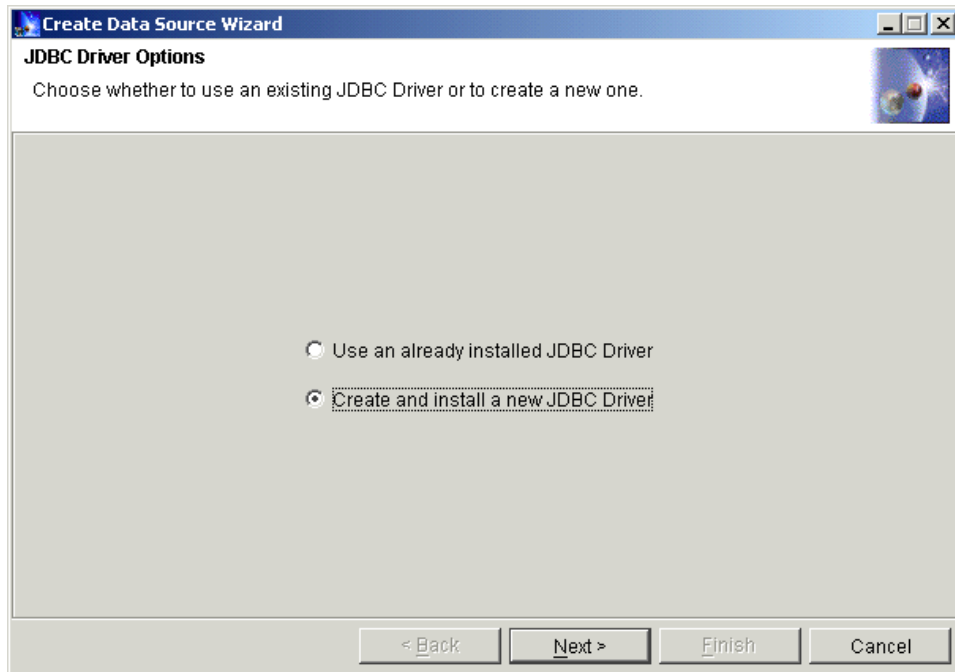 Create Data Source Wizard
JDBC Driver Options
Choose whether to use an existing JDBC Driver or to create a new one.
Use an already installed JDBC Driver
Create and install a new JDBC Driver
< Back Next > Finish Cancel